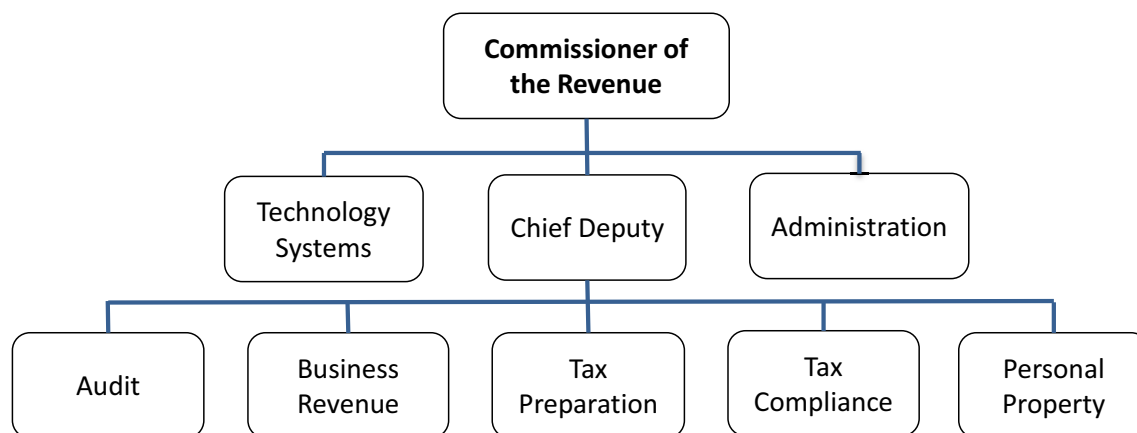 Commissioner of
the Revenue
Technology
Systems
Chief Deputy
Administration
Audit
Business
Revenue
Tax
Preparation
Tax
Compliance
Personal
Property